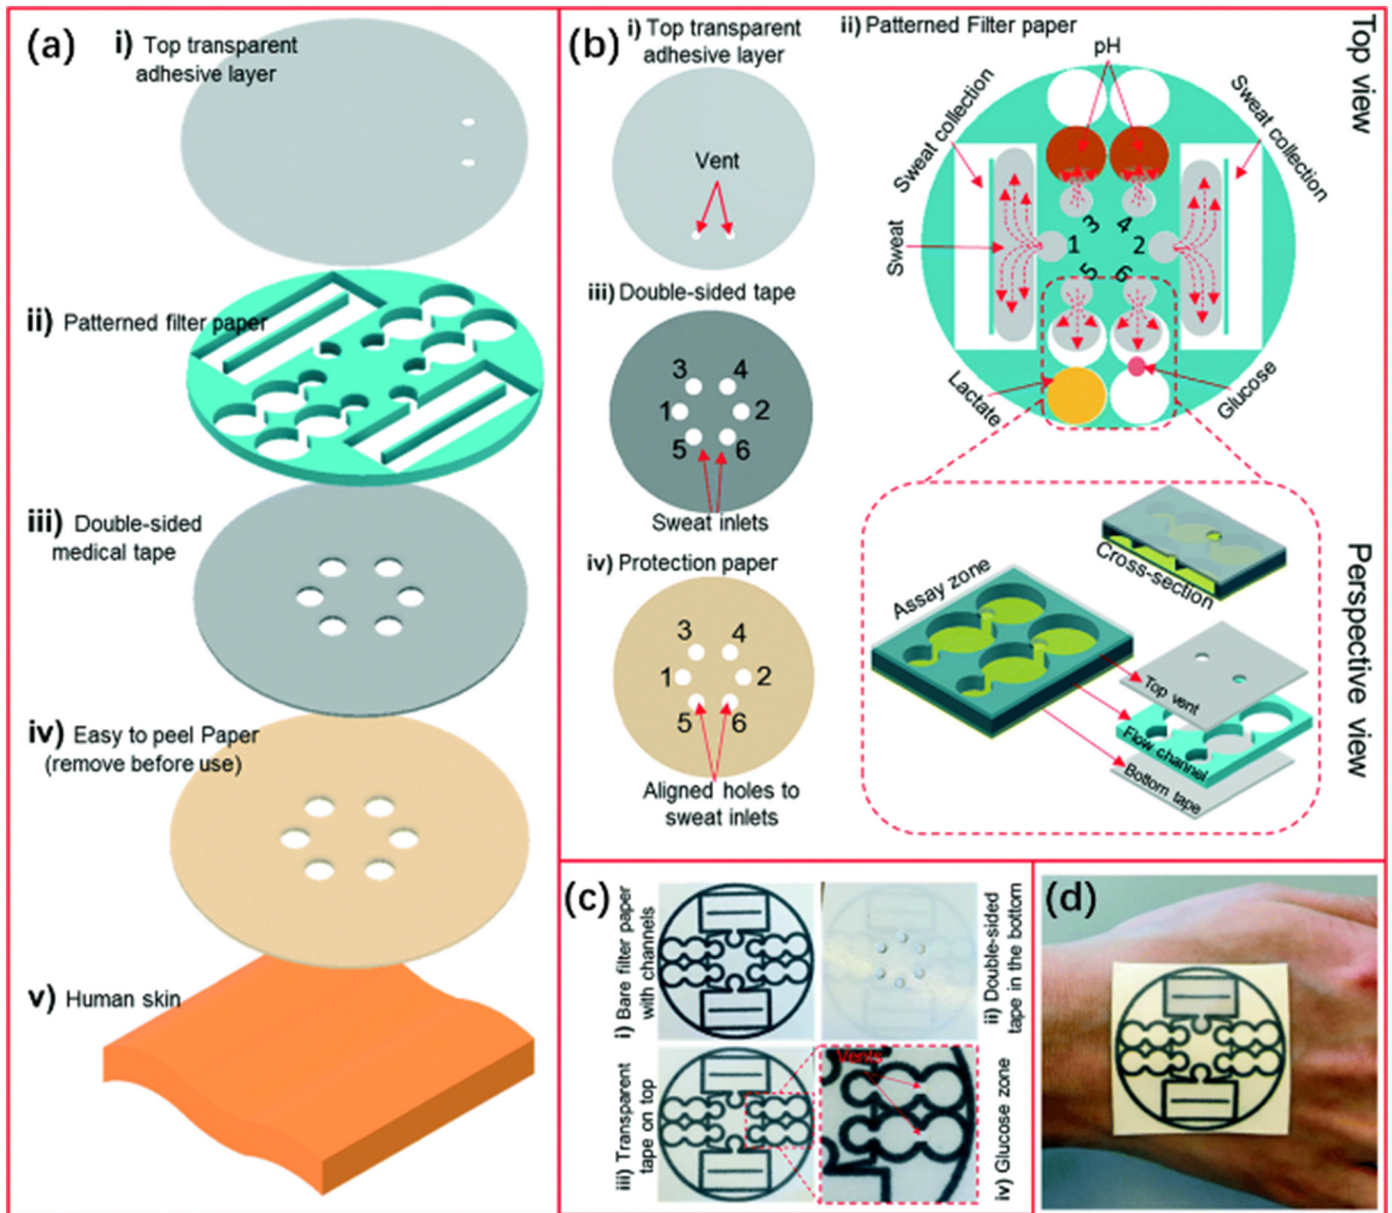 (a)
i) Top transparent
adhesive layer
ii) Patterned filter paper
iii) Double-sided
medical tape
iv) Easy to peel Paper
(remove before use)
v) Human skin
(b)
i) Top transparent
adhesive layer
Vent
iii) Double-sided tape
3 4
1 2
5 6
Sweat inlets
iv) Protection paper
3 4
1 2
5 6
Aligned holes to
sweat inlets
ii) Patterned Filter paper
pH
Sweat collection
Sweat collection
Sweat
3 4
1 2
5 6
Lactate
Glucose
Top view
Assay zone
Cross-section
Top vent
Flow channel
Bottom tape
Perspective view
(c)
i) Bare filter paper
with channels
ii) Double-sided
tape in the bottom
iii) Transparent
tape on top
Vents
iv) Glucose zone
(d)